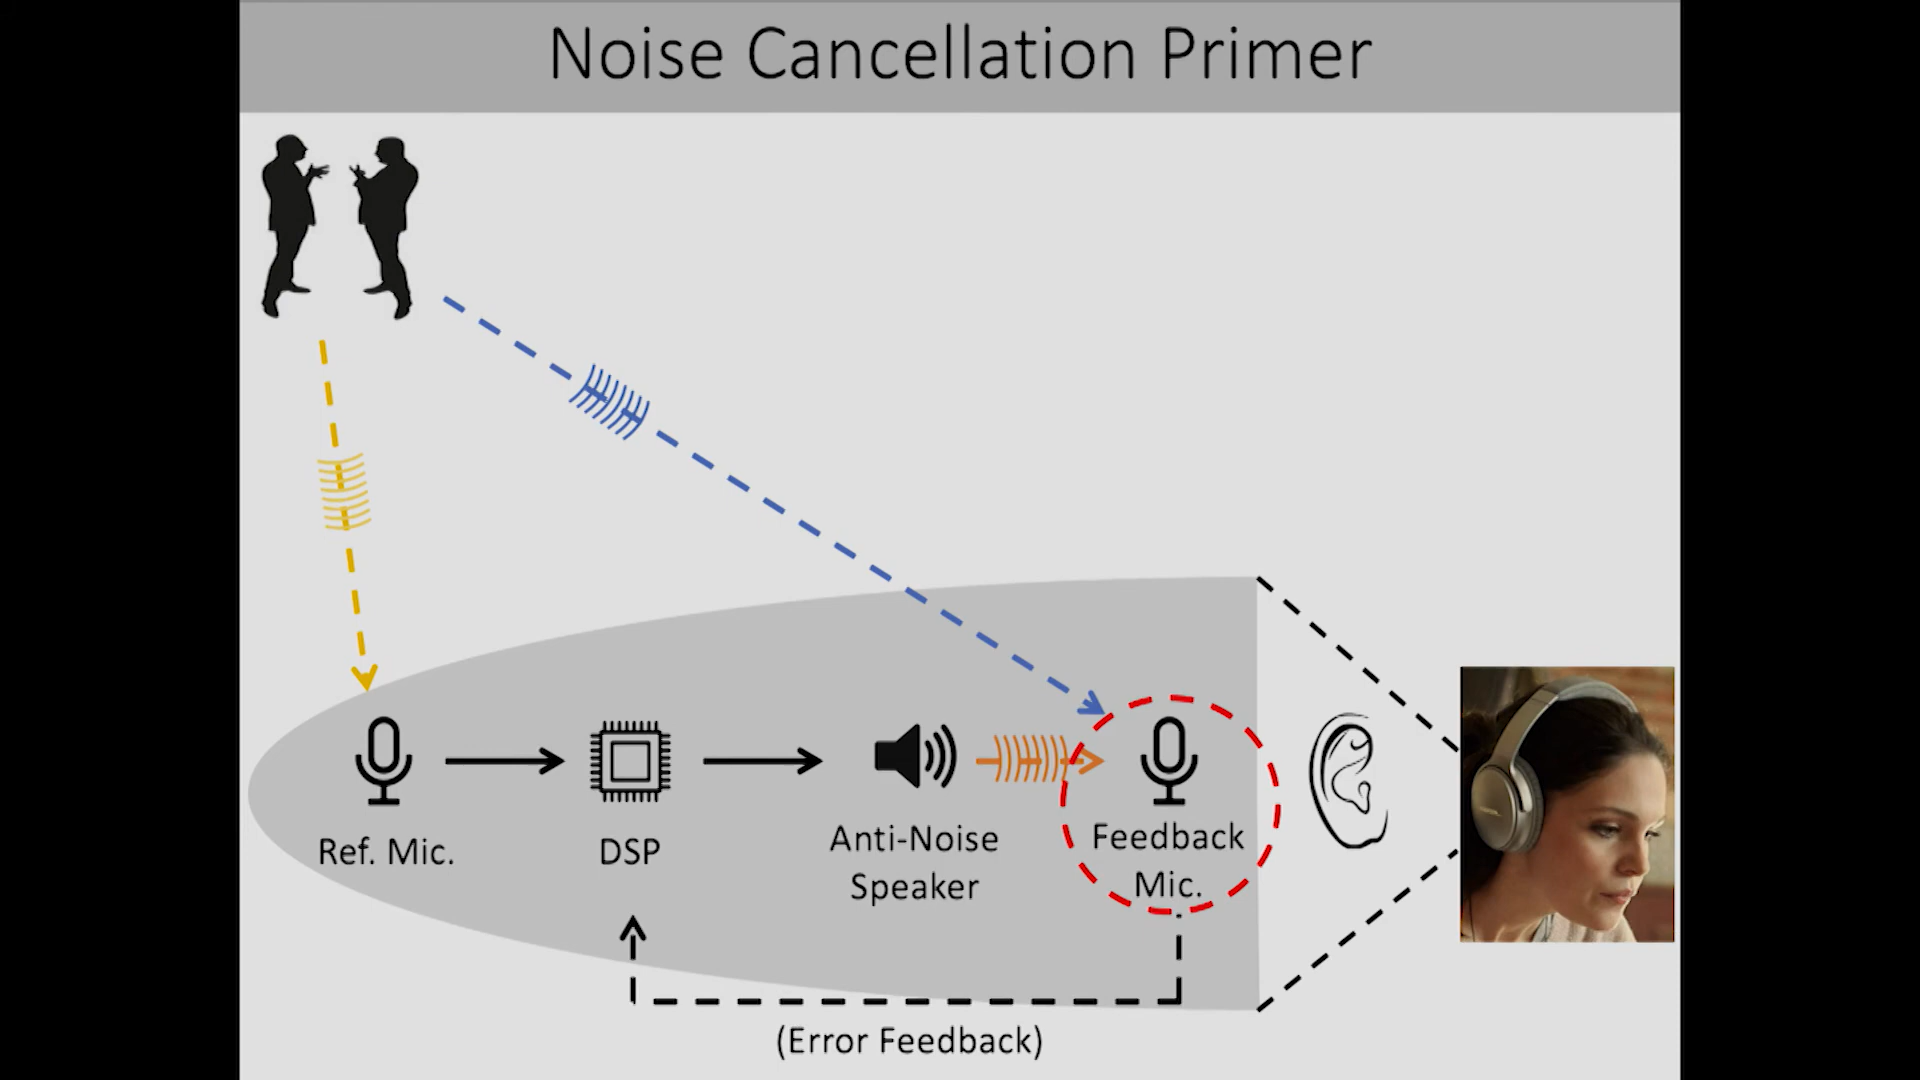 Noise Cancellation Primer
Ref. Mic.
DSP
Anti-Noise
Speaker
Feedback
Mic.
(Error Feedback)